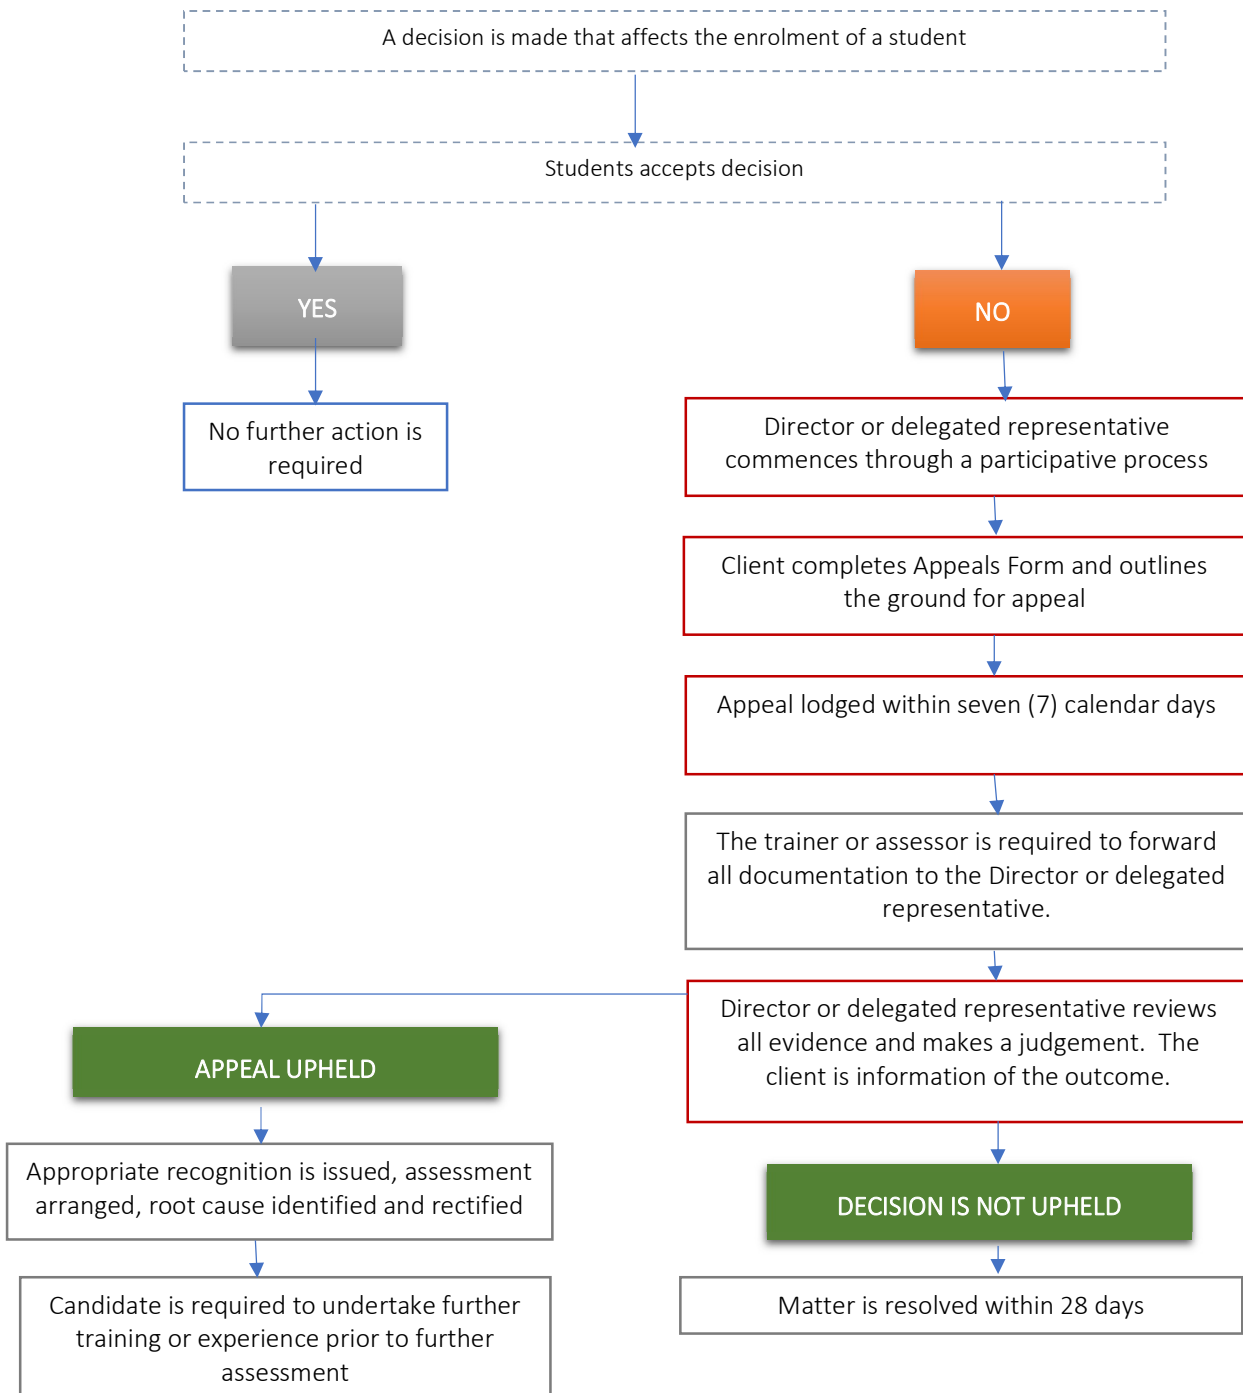 A decision is made that affects the enrolment of a student
Students accepts decision
YES
NO
No further action is
required
Director or delegated representative
commences through a participative process
Client completes Appeals Form and outlines
the ground for appeal
Appeal lodged within seven (7) calendar days
The trainer or assessor is required to forward
all documentation to the Director or delegated
representative.
Director or delegated representative reviews
all evidence and makes a judgement.  The
client is information of the outcome.
APPEAL UPHELD
Appropriate recognition is issued, assessment
arranged, root cause identified and rectified
DECISION IS NOT UPHELD
Candidate is required to undertake further
training or experience prior to further
assessment
Matter is resolved within 28 days